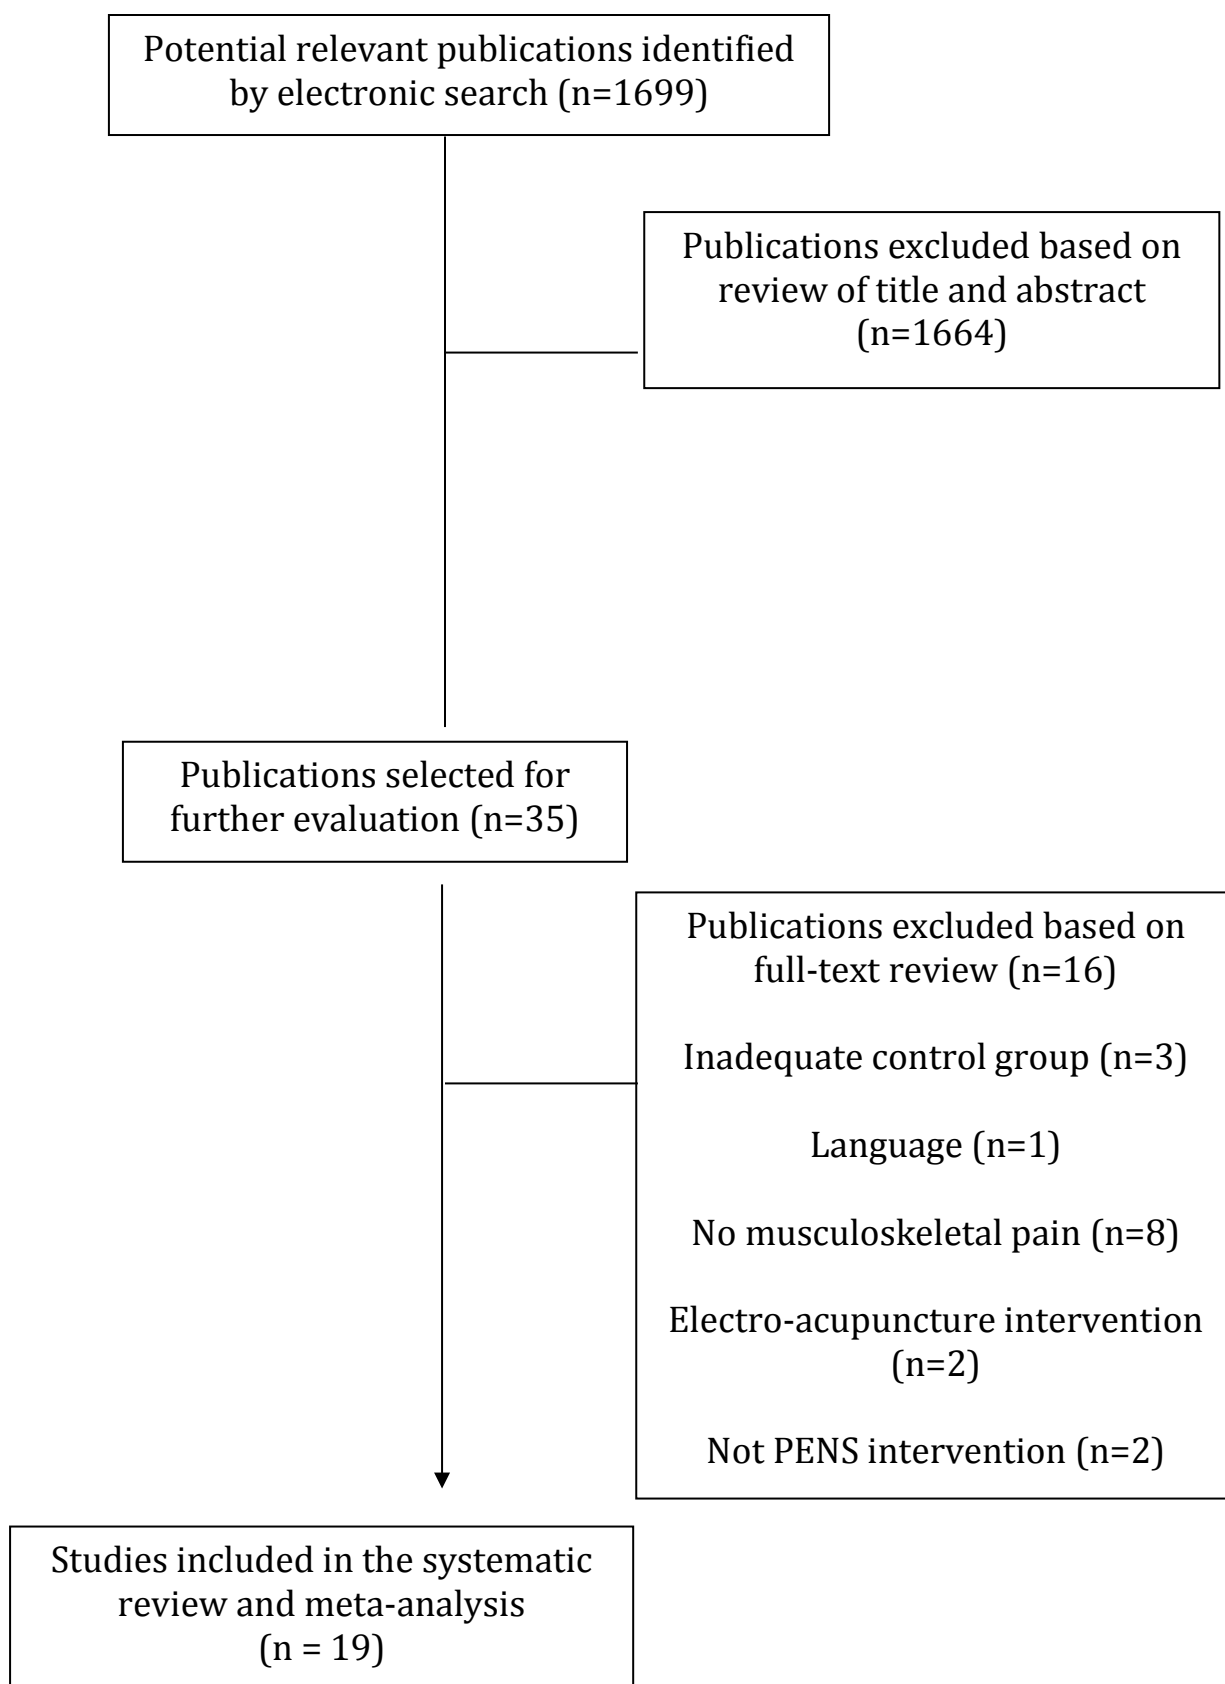 Potential relevant publications identified
by electronic search (n=1699)
Publications excluded based on
review of title and abstract
(n=1664)
Publications selected for
further evaluation (n=35)
Publications excluded based on
full-text review (n=16)
Inadequate control group (n=3)
Language (n=1)
No musculoskeletal pain (n=8)
Electro-acupuncture intervention
(n=2)
Not PENS intervention (n=2)
Studies included in the systematic
review and meta-analysis
(n = 19)